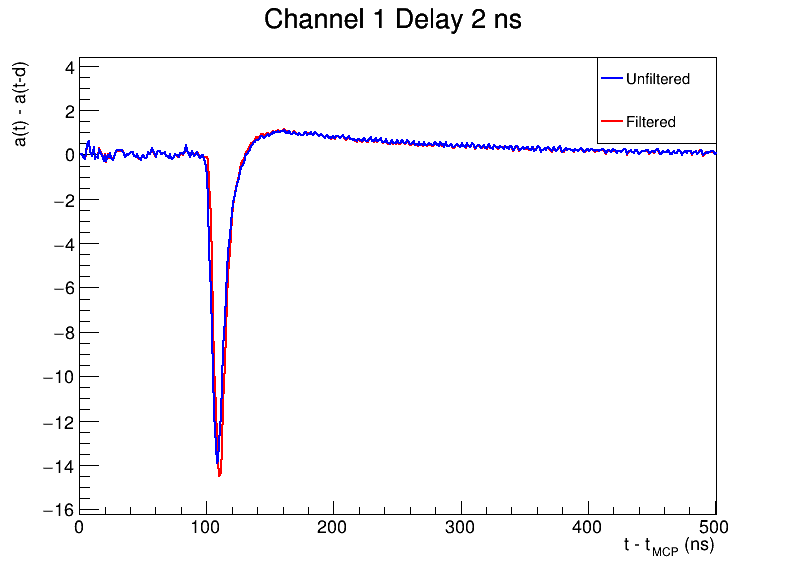 Channel 1 Delay 2 ns
a(t) - a(t-d)
4
2
0
−2
−4
−6
−8
−10
−12
−14
−16
Unfiltered
Filtered
0 100 200 300 400 500
t - tMCP (ns)